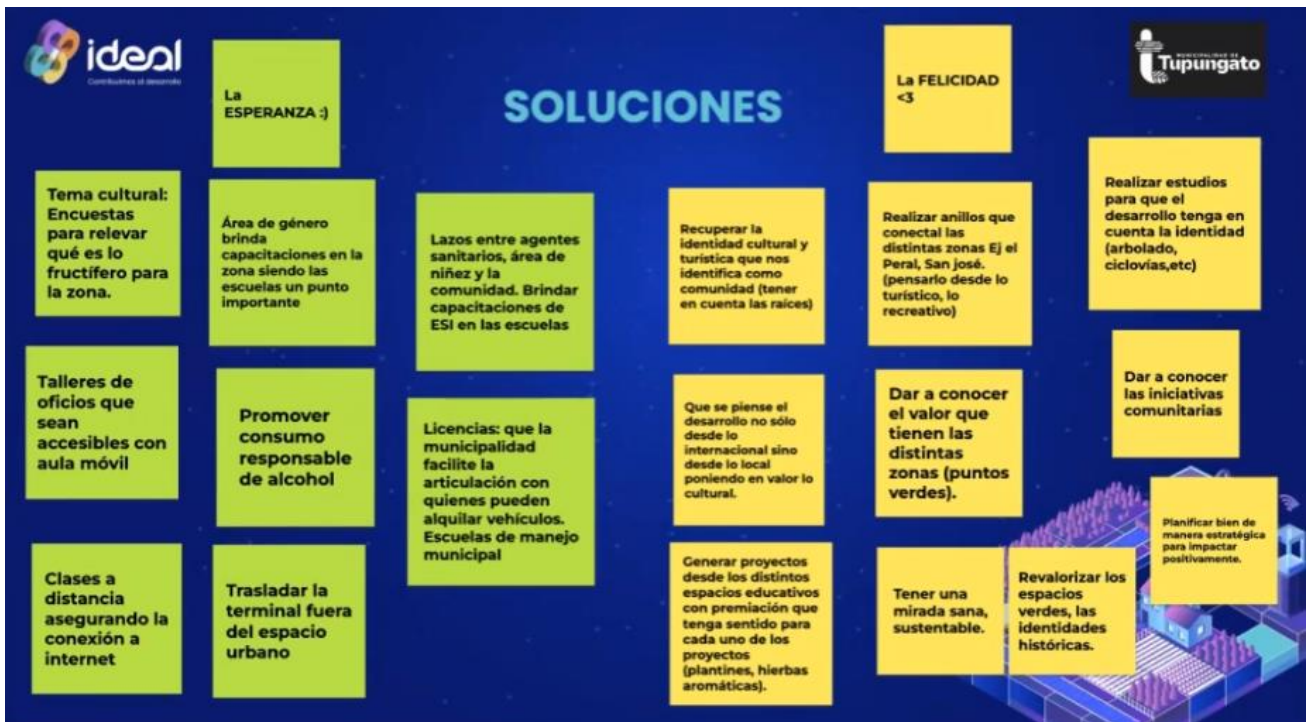 ideal
Contribuimos al desarrollo
SOLUCIONES
MUNICIPALIDAD DE
Tupungato
La
ESPERANZA :)
Tema cultural:
Encuestas
para relevar
qué es lo
fructífero para
la zona.
Área de género
brinda
capacitaciones en la
zona siendo las
escuelas un punto
importante
Lazos entre agentes
sanitarios, área de
niñez y la
comunidad. Brindar
capacitaciones de
ESI en las escuelas
Talleres de
oficios que
sean
accesibles con
aula móvil
Promover
consumo
responsable
de alcohol
Licencias: que la
municipalidad
facilite la
articulación con
quienes pueden
alquilar vehículos.
Escuelas de manejo
municipal
Clases a
distancia
asegurando la
conexión a
internet
Trasladar la
terminal fuera
del espacio
urbano
La FELICIDAD
<3
Recuperar la
identidad cultural y
turística que nos
identifica como
comunidad (tener
en cuenta las raíces)
Realizar anillos que
conectal las
distintas zonas Ej el
Peral, San josé.
(pensarlo desde lo
turístico, lo
recreativo)
Realizar estudios
para que el
desarrollo tenga en
cuenta la identidad
(arbolado,
ciclovías,etc)
Que se piense el
desarrollo no sólo
desde lo
internacional sino
desde lo local
poniendo en valor lo
cultural.
Dar a conocer
el valor que
tienen las
distintas
zonas (puntos
verdes).
Dar a conocer
las iniciativas
comunitarias
Generar proyectos
desde los distintos
espacios educativos
con premiación que
tenga sentido para
cada uno de los
proyectos
(plantines, hierbas
aromáticas).
Tener una
mirada sana,
sustentable.
Revalorizar los
espacios
verdes, las
identidades
históricas.
Planificar bien de
manera estratégica
para impactar
positivamente.